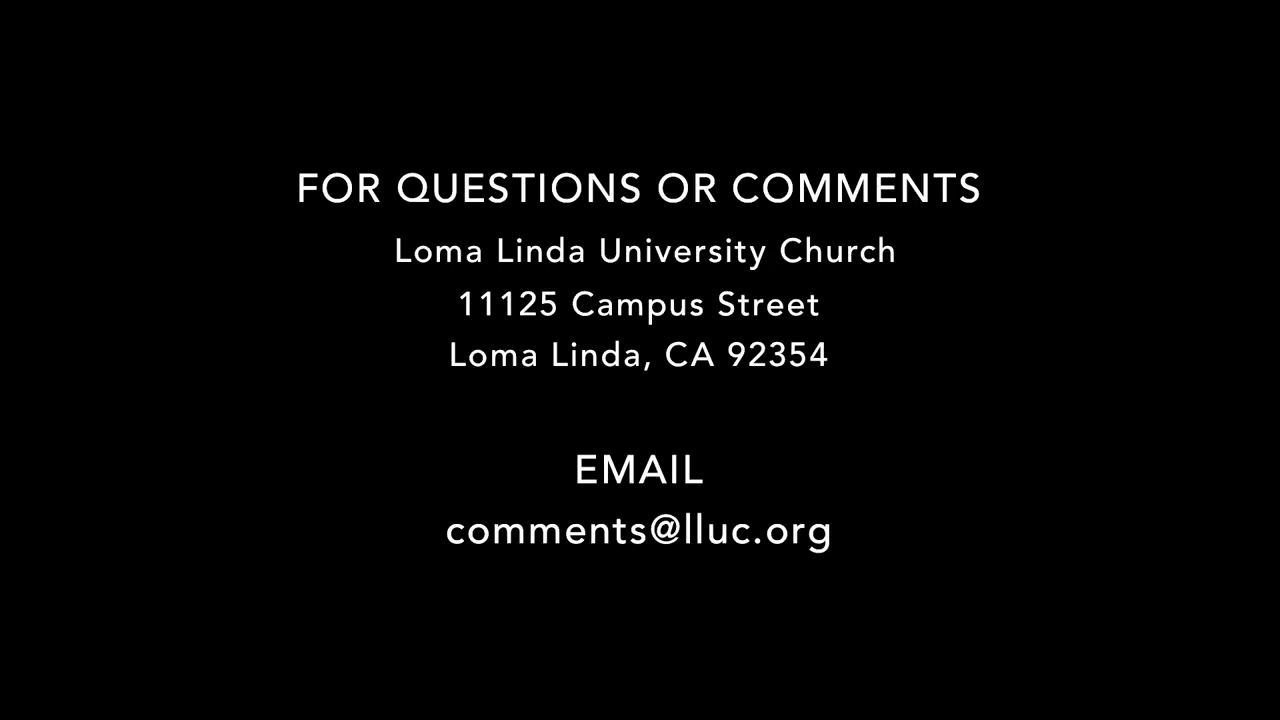 FOR QUESTIONS OR COMMENTS
Loma Linda University Church
11125 Campus Street
Loma Linda, CA 92354
EMAIL
comments@lluc.org